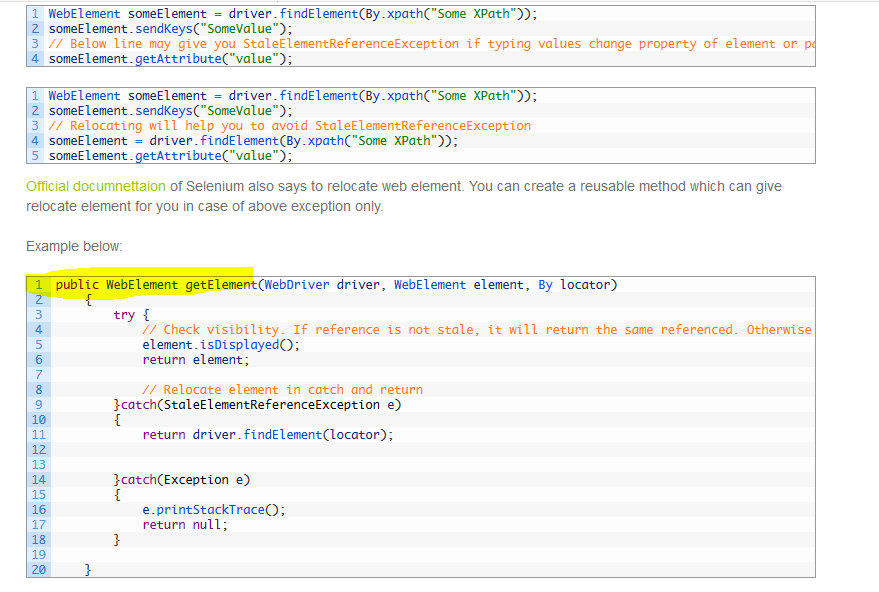 1 WebElement someElement = driver.findElement(By.xpath("Some XPath"));
2 someElement.sendKeys("SomeValue");
3 // Below line may give you StaleElementReferenceException if typing values change property of element or
4 someElement.getAttribute("value");
1 WebElement someElement = driver.findElement(By.xpath("Some XPath"));
2 someElement.sendKeys("SomeValue");
3 // Relocating will help you to avoid StaleElementReferenceException
4 someElement = driver.findElement(By.xpath("Some XPath"));
5 someElement.getAttribute("value");
Official documnettaion of Selenium also says to relocate web element. You can create a reusable method which can give
relocate element for you in case of above exception only.
Example below:
1 public WebElement getElement(WebDriver driver, WebElement element, By locator)
2 {
3 try {
4 // Check visibility. If reference is not stale, it will return the same referenced. Otherwise
5 element.isDisplayed();
6 return element;
7
8 // Relocate element in catch and return
9 }catch(StaleElementReferenceException e)
10 {
11 return driver.findElement(locator);
12
13
14 }catch(Exception e)
15 {
16 e.printStackTrace();
17 return null;
18 }
19
20 }